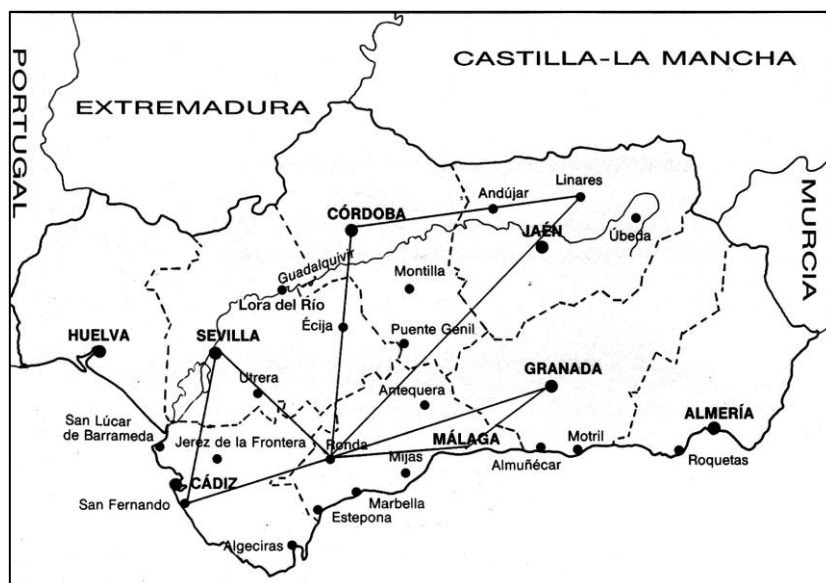 CASTILLA-LA MANCHA
PORTUGAL
EXTREMADURA
MURCIA
Linares
Andújar
CÓRDOBA
JAÉN
Úbeda
Guadalquivir
Montilla
Lora del Río
Écija
Puente Genil
HUELVA
SEVILLA
Utrera
GRANADA
Antequera
San Lúcar
de Barrameda
ALMERÍA
Jerez de la Frontera
Ronda
MÁLAGA
Motril
Mijas
Almuñécar
Roquetas
CÁDIZ
San Fernando
Marbella
Estepona
Algeciras